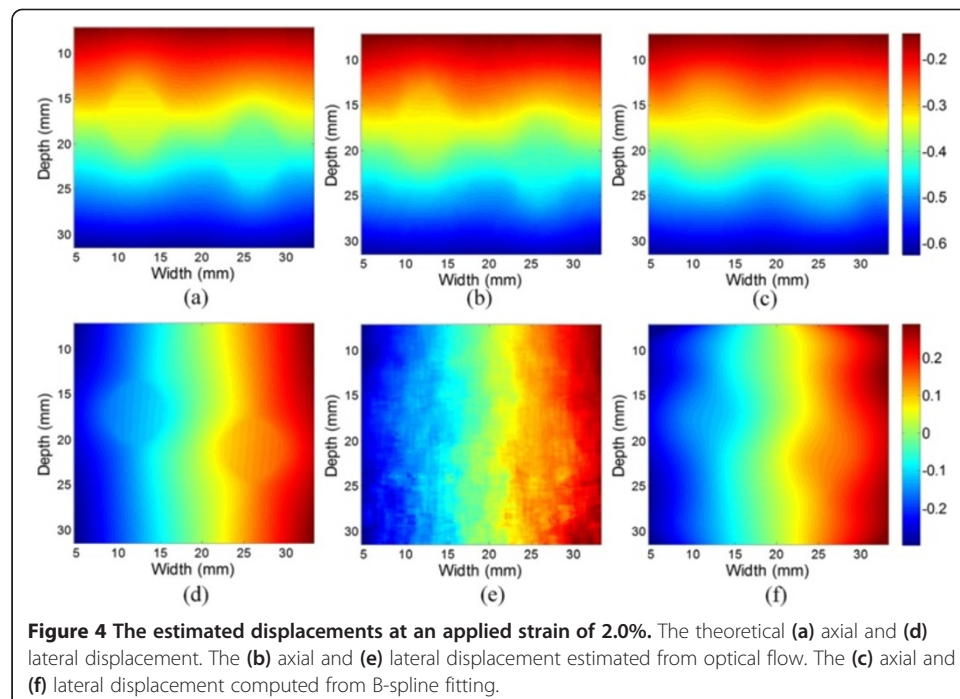 10
15
20
25
30
Depth (mm)
5 10 15 20 25 30
Width (mm)
(a)
10
15
20
25
30
Depth (mm)
5 10 15 20 25 30
Width (mm)
(b)
10
15
20
25
30
Depth (mm)
5 10 15 20 25 30
Width (mm)
(c)
-0.2
-0.3
-0.4
-0.5
-0.6
10
15
20
25
30
Depth (mm)
5 10 15 20 25 30
Width (mm)
(d)
10
15
20
25
30
Depth (mm)
5 10 15 20 25 30
Width (mm)
(e)
10
15
20
25
30
Depth (mm)
5 10 15 20 25 30
Width (mm)
(f)
0.2
0.1
0
-0.1
-0.2
Figure 4 The estimated displacements at an applied strain of 2.0%. The theoretical (a) axial and (d)
lateral displacement. The (b) axial and (e) lateral displacement estimated from optical flow. The (c) axial and
(f) lateral displacement computed from B-spline fitting.